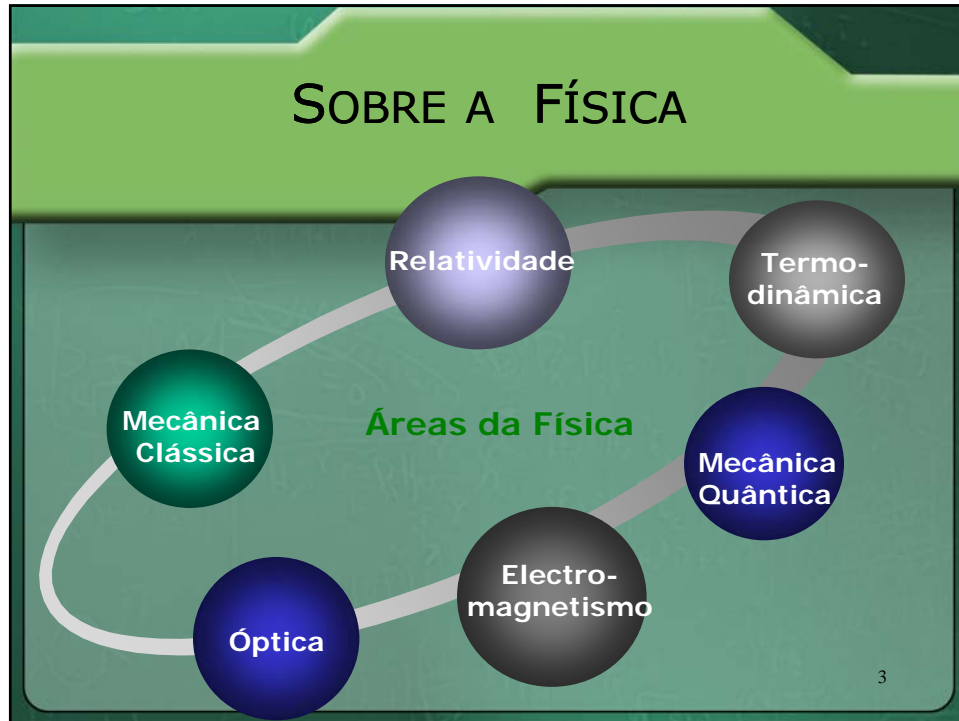 SOBRE A FÍSICA
Relatividade
Termo-
dinâmica
Mecânica
Clássica
Áreas da Física
Mecânica
Quântica
Electro-
magnetismo
Óptica
3